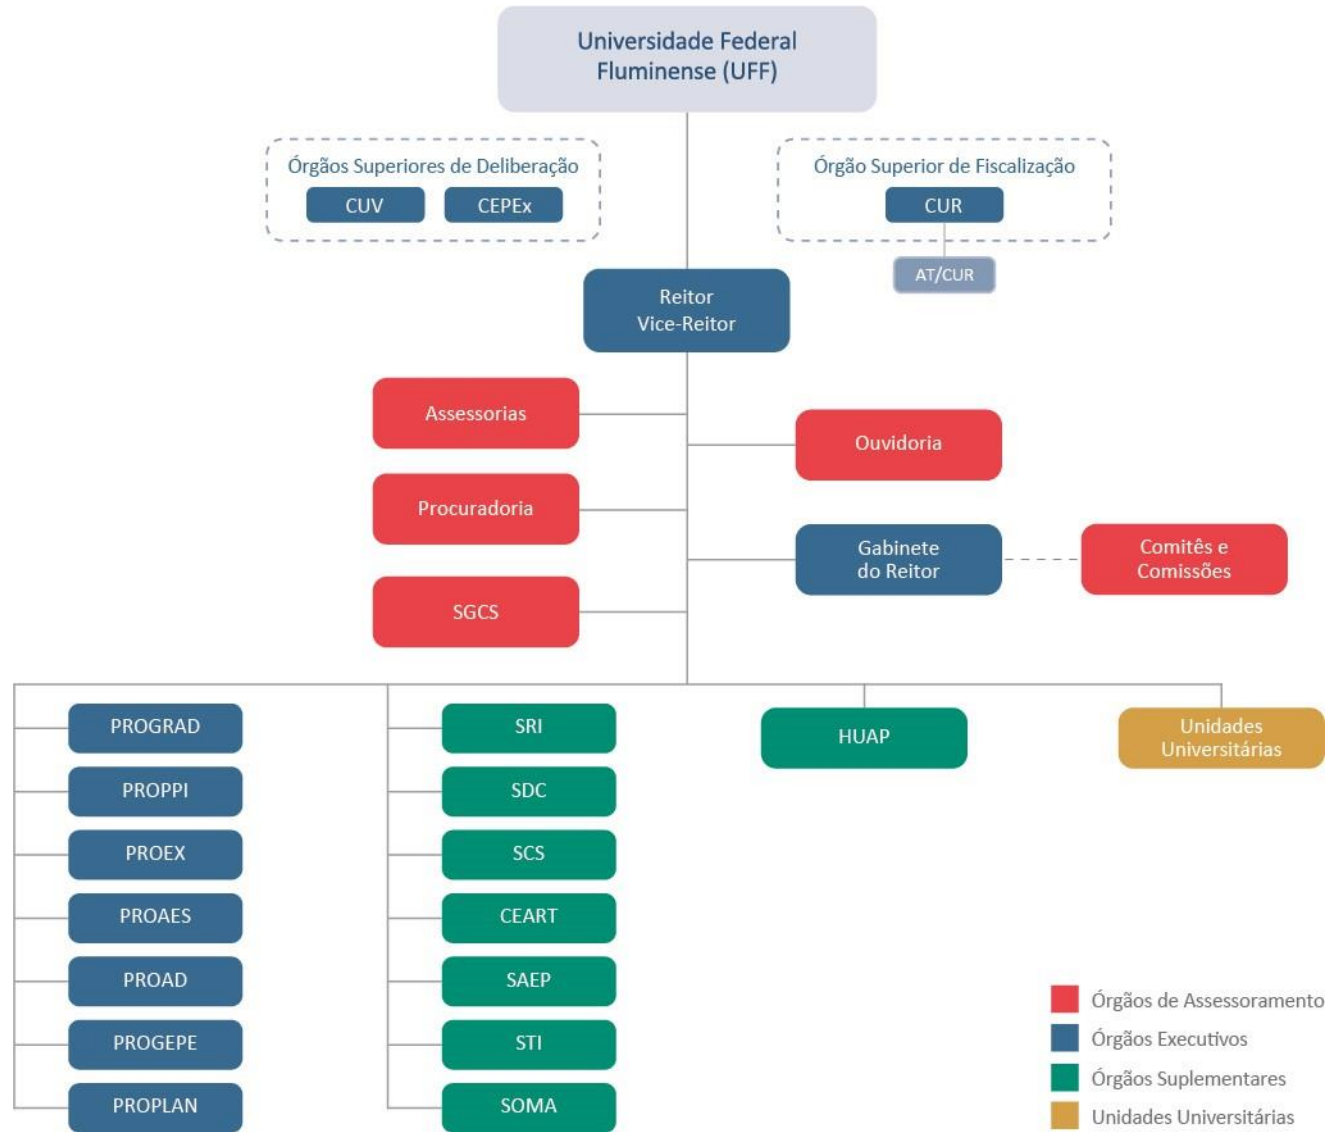 Universidade Federal
Fluminense (UFF)
Órgãos Superiores de Deliberação
CUV
CEPEx
Órgão Superior de Fiscalização
CUR
AT/CUR
Reitor
Vice-Reitor
Assessorias
Ouvidoria
Procuradoria
Gabinete
do Reitor
Comitês e
Comissões
SGCS
PROGRAD
PROPPI
PROEX
PROAES
PROAD
PROGEPE
PROPLAN
SRI
SDC
SCS
CEART
SAEP
STI
SOMA
HUAP
Unidades
Universitárias
Órgãos de Assessoramento
Órgãos Executivos
Órgãos Suplementares
Unidades Universitárias